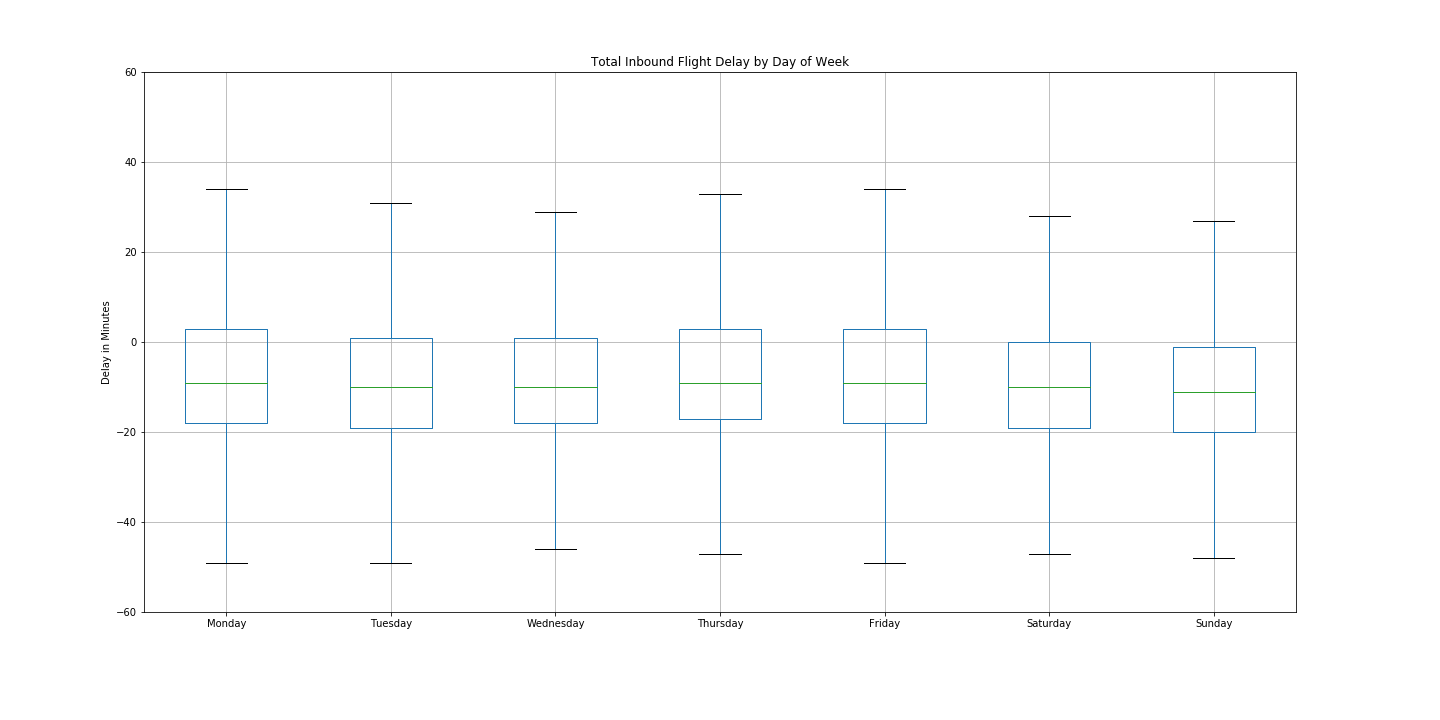 Total Inbound Flight Delay by Day of Week
60
40
20
0
−20
−40
−60
Delay in Minutes
Monday Tuesday Wednesday Thursday Friday Saturday Sunday